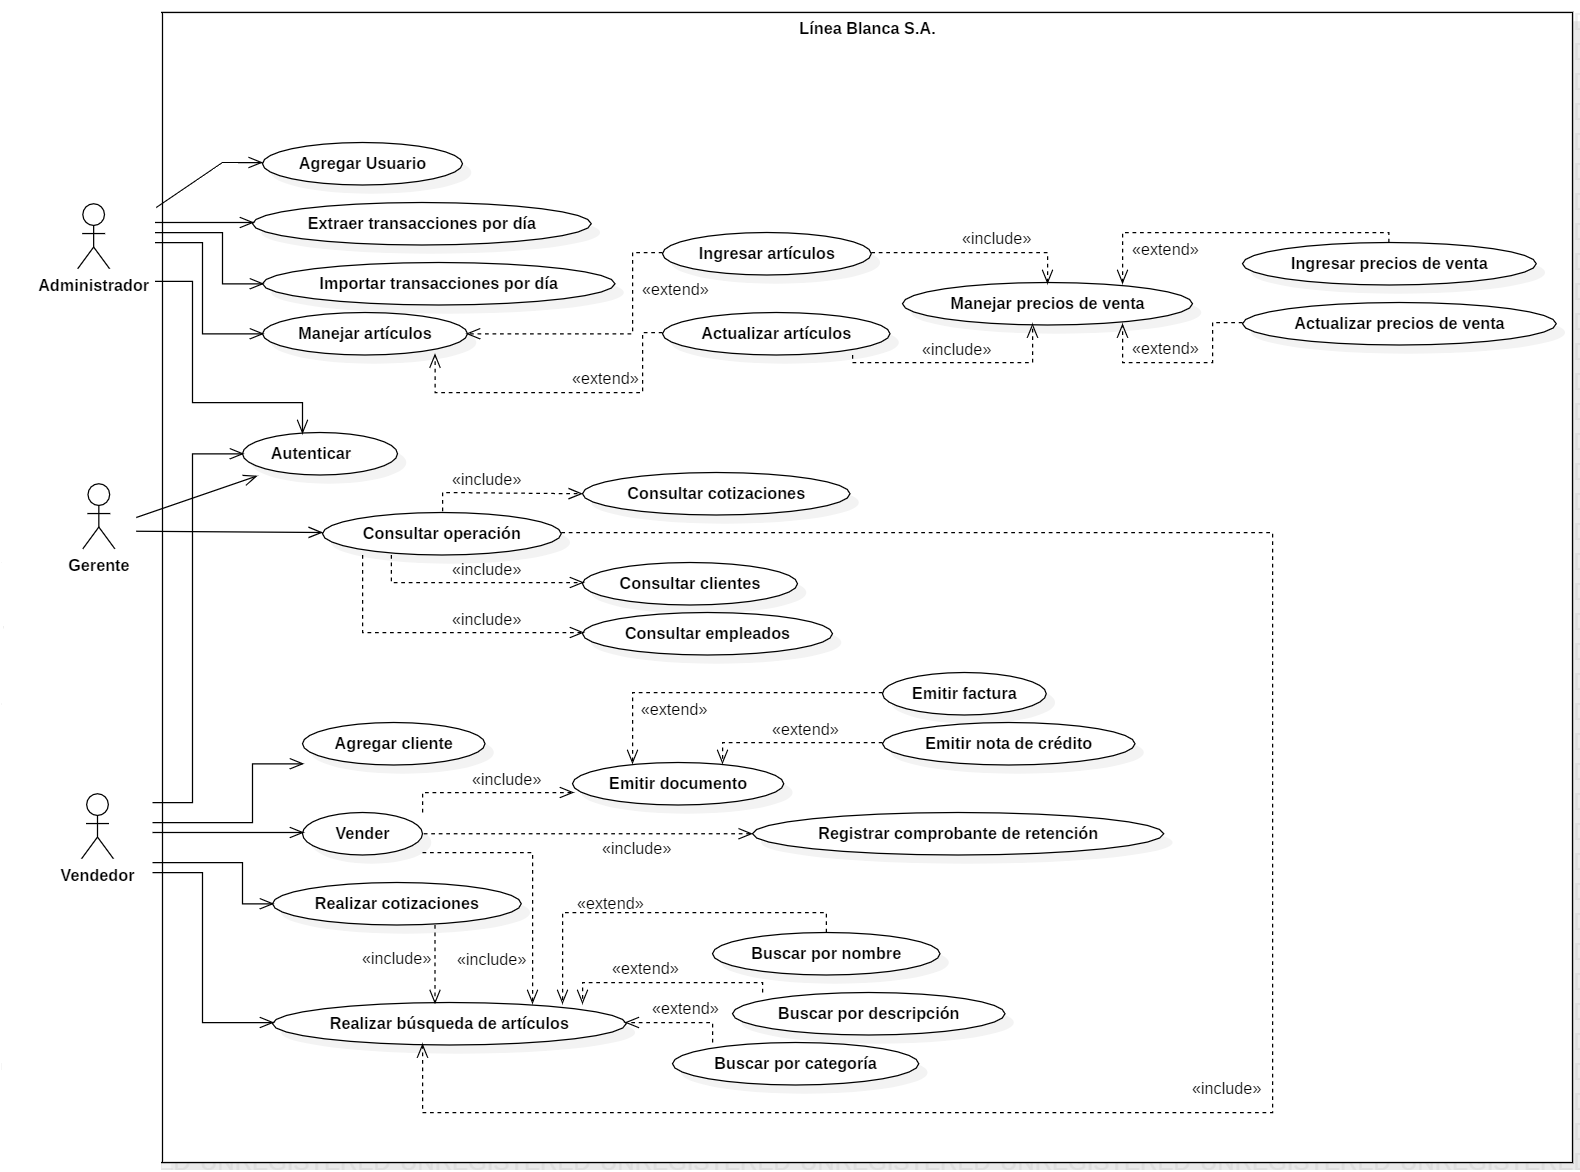 Línea Blanca S.A.
Agregar Usuario
Extraer transacciones por día
Administrador
Importar transacciones por día
Manejar artículos
Ingresar artículos
«include»
«extend»
Ingresar precios de venta
«extend»
Manejar precios de venta
Actualizar artículos
«include»
«extend»
Actualizar precios de venta
«extend»
Autenticar
Gerente
«include»
Consultar cotizaciones
Consultar operación
«include»
Consultar clientes
«include»
Consultar empleados
Emitir factura
«extend»
«extend»
Emitir nota de crédito
Agregar cliente
«include»
Emitir documento
Vendedor
Vender
«include»
Registrar comprobante de retención
Realizar cotizaciones
«include»
«include»
«extend»
Buscar por nombre
«extend»
Buscar por descripción
«extend»
Realizar búsqueda de artículos
Buscar por categoría
«include»